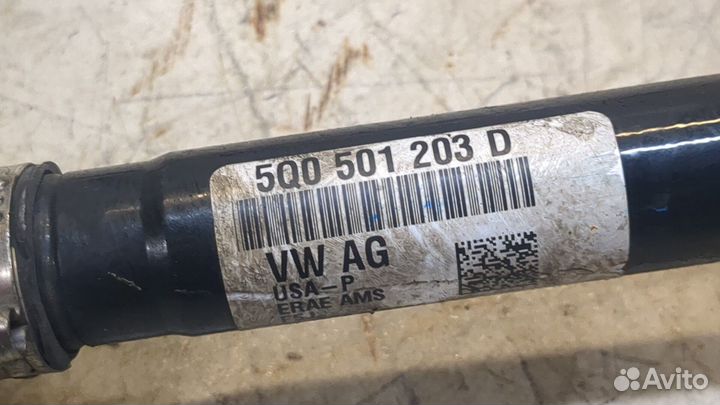 5Q0 501 203 D
VW AG
USA-P
ERAE AMS
Avito